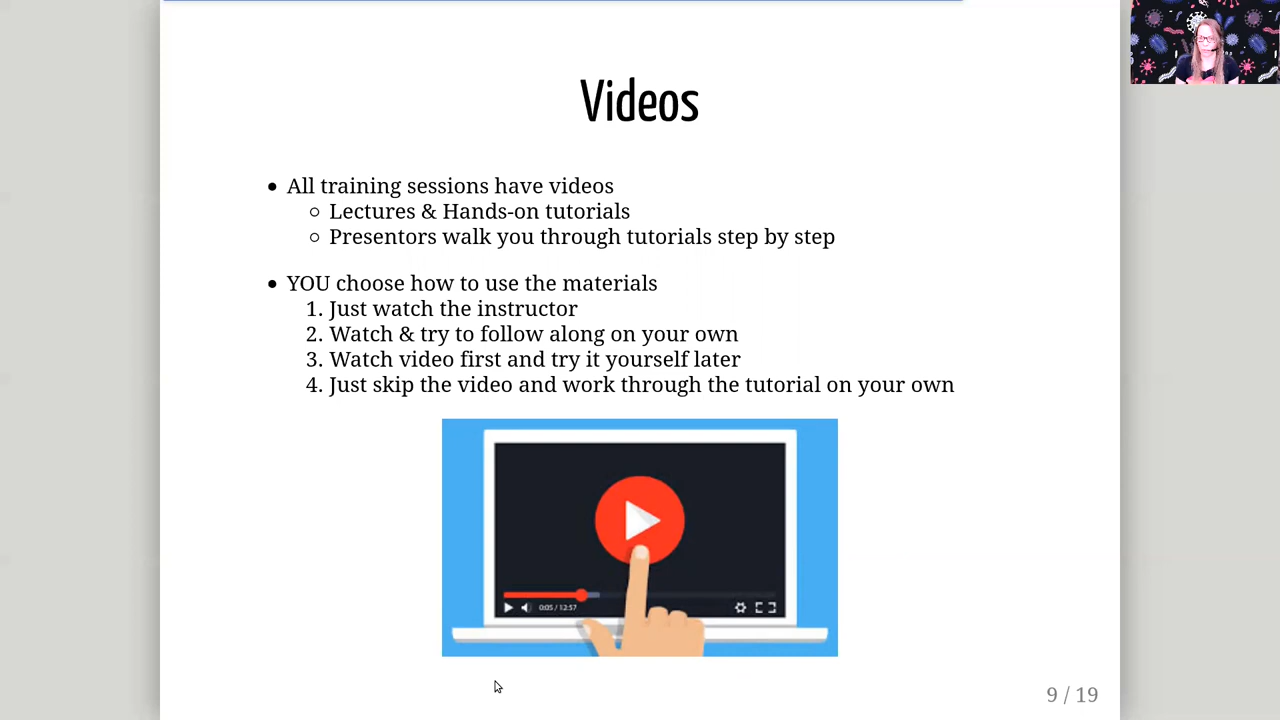 Videos
All training sessions have videos
Lectures & Hands-on tutorials
Presentors walk you through tutorials step by step
YOU choose how to use the materials
1. Just watch the instructor
2. Watch & try to follow along on your own
3. Watch video first and try it yourself later
4. Just skip the video and work through the tutorial on your own
0:05 / 12:57
9 / 19